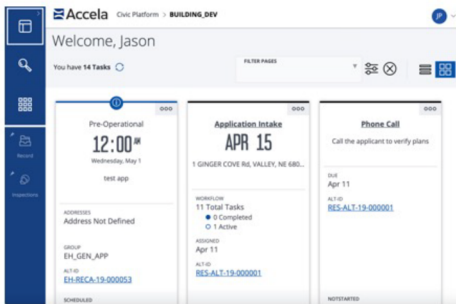 Accela Civic Platform > BUILDING_DEV
JP
Welcome, Jason
You have 14 Tasks
FILTER PAGES
Record
Inspections
Pre-Operational
12:00 AM
Wednesday, May 1
test app
ADDRESSES
Address Not Defined
GROUP
EH_GEN_APP
ALT-ID
EH-RECA-19-000053
SCHEDULED
Application Intake
APR 15
1 GINGER COVE Rd, VALLEY, NE 680...
WORKFLOW
11 Total Tasks
0 Completed
1 Active
ASSIGNED
Apr 11
ALT-ID
RES-ALT-19-000001
Phone Call
Call the applicant to verify plans
DUE
Apr 11
ALT-ID
RES-ALT-19-000001
NOTSTARTED